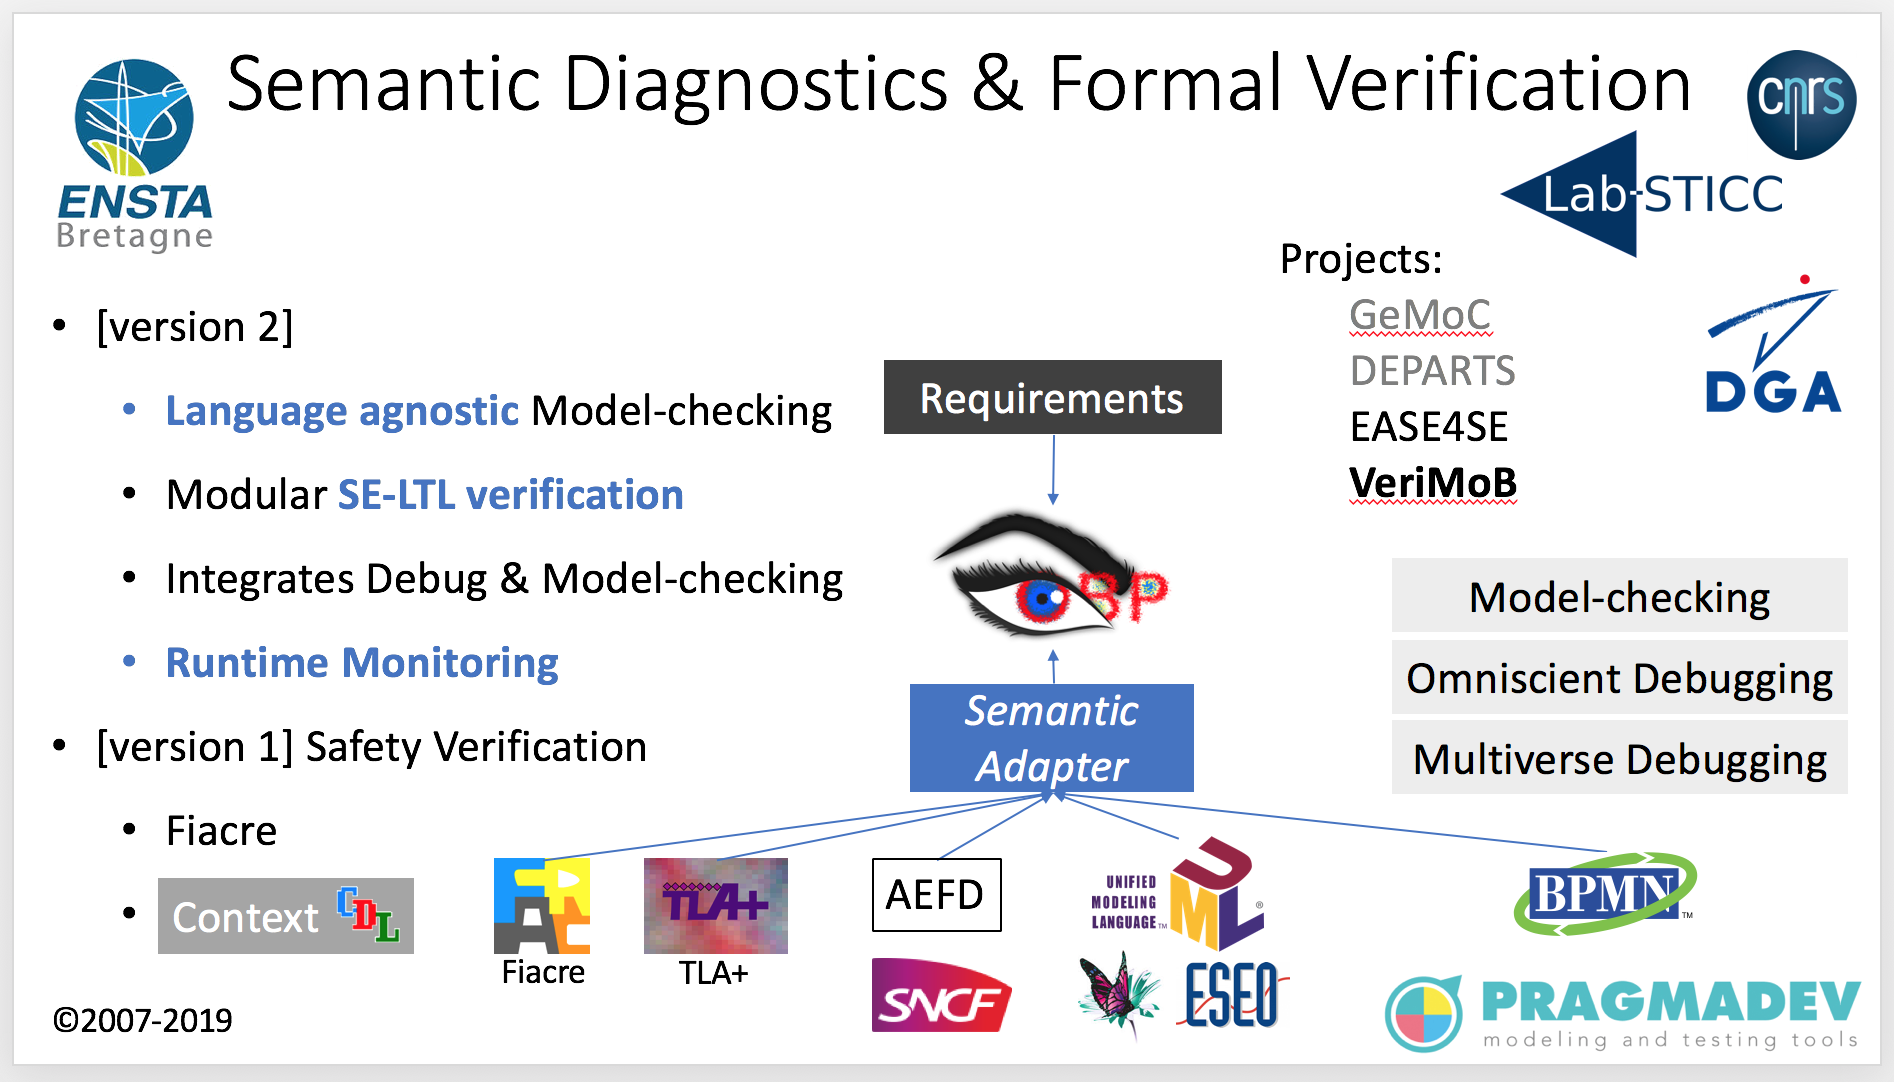 Semantic Diagnostics & Formal Verification
ENSTA
Bretagne
cnrs
Lab-STICC
DGA
Projects:
GeMoC
DEPARTS
EASE4SE
VeriMoB
• [version 2]
• Language agnostic Model-checking
• Modular SE-LTL verification
• Integrates Debug & Model-checking
• Runtime Monitoring
• [version 1] Safety Verification
• Fiacre
• Context CDL
©2007-2019
Requirements
BP
Semantic
Adapter
Model-checking
Omniscient Debugging
Multiverse Debugging
Fiacre
TLA+
TLA+
AEFD
SNCF
UNIFIED
MODELING
LANGUAGE™
UML®
ESEO
BPMN™
PRAGMADEV
modeling and testing tools